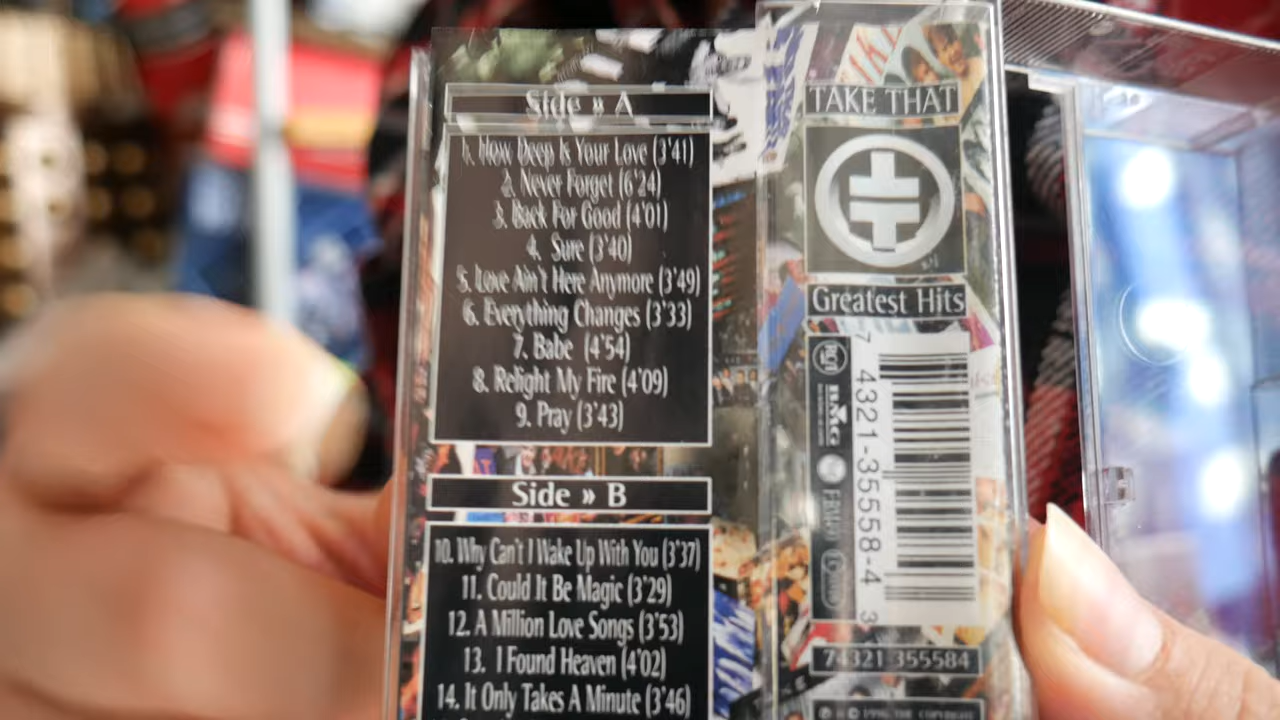 Side » A
1. How Deep Is Your Love (3'41)
2. Never Forget (6'24)
3. Back For Good (4'01)
4. Sure (3'40)
5. Love Ain't Here Anymore (3'49)
6. Everything Changes (3'33)
7. Babe (4'54)
8. Relight My Fire (4'09)
9. Pray (3'43)
Side » B
10. Why Can't I Wake Up With You (3'37)
11. Could It Be Magic (3'29)
12. A Million Love Songs (3'53)
13. I Found Heaven (4'02)
14. It Only Takes A Minute (3'46)
TAKE THAT
Greatest Hits
BMG
7 4321-35558-4 3
74321 355584